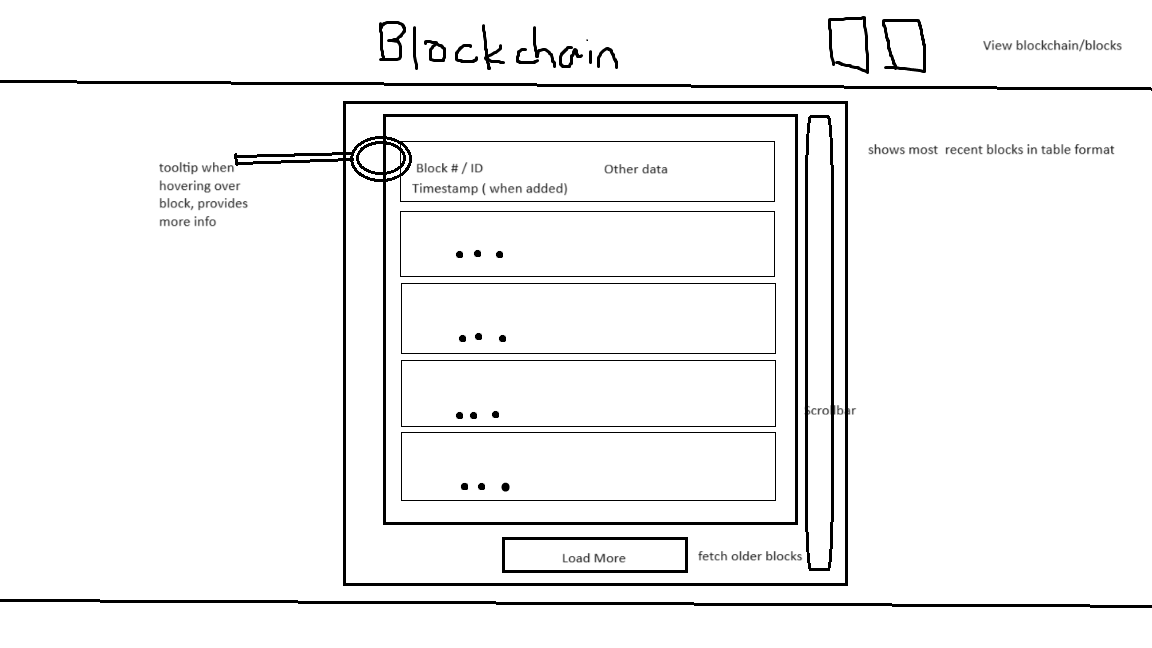 Blockchain
View blockchain/blocks
shows most recent blocks in table format
tooltip when
hovering over
block, provides
more info
Block # / ID
Other data
Timestamp ( when added)
• • •
• • •
• • •
• • •
Scrollbar
Load More
fetch older blocks